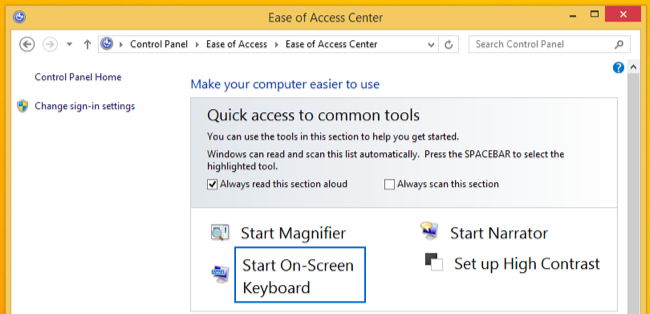 Ease of Access Center
Control Panel Ease of Access Ease of Access Center
Search Control Panel
Control Panel Home
Change sign-in settings
Make your computer easier to use
Quick access to common tools
You can use the tools in this section to help you get started.
Windows can read and scan this list automatically. Press the SPACEBAR to select the
highlighted tool.
Always read this section aloud
Always scan this section
Start Magnifier
Start Narrator
Start On-Screen
Keyboard
Set up High Contrast